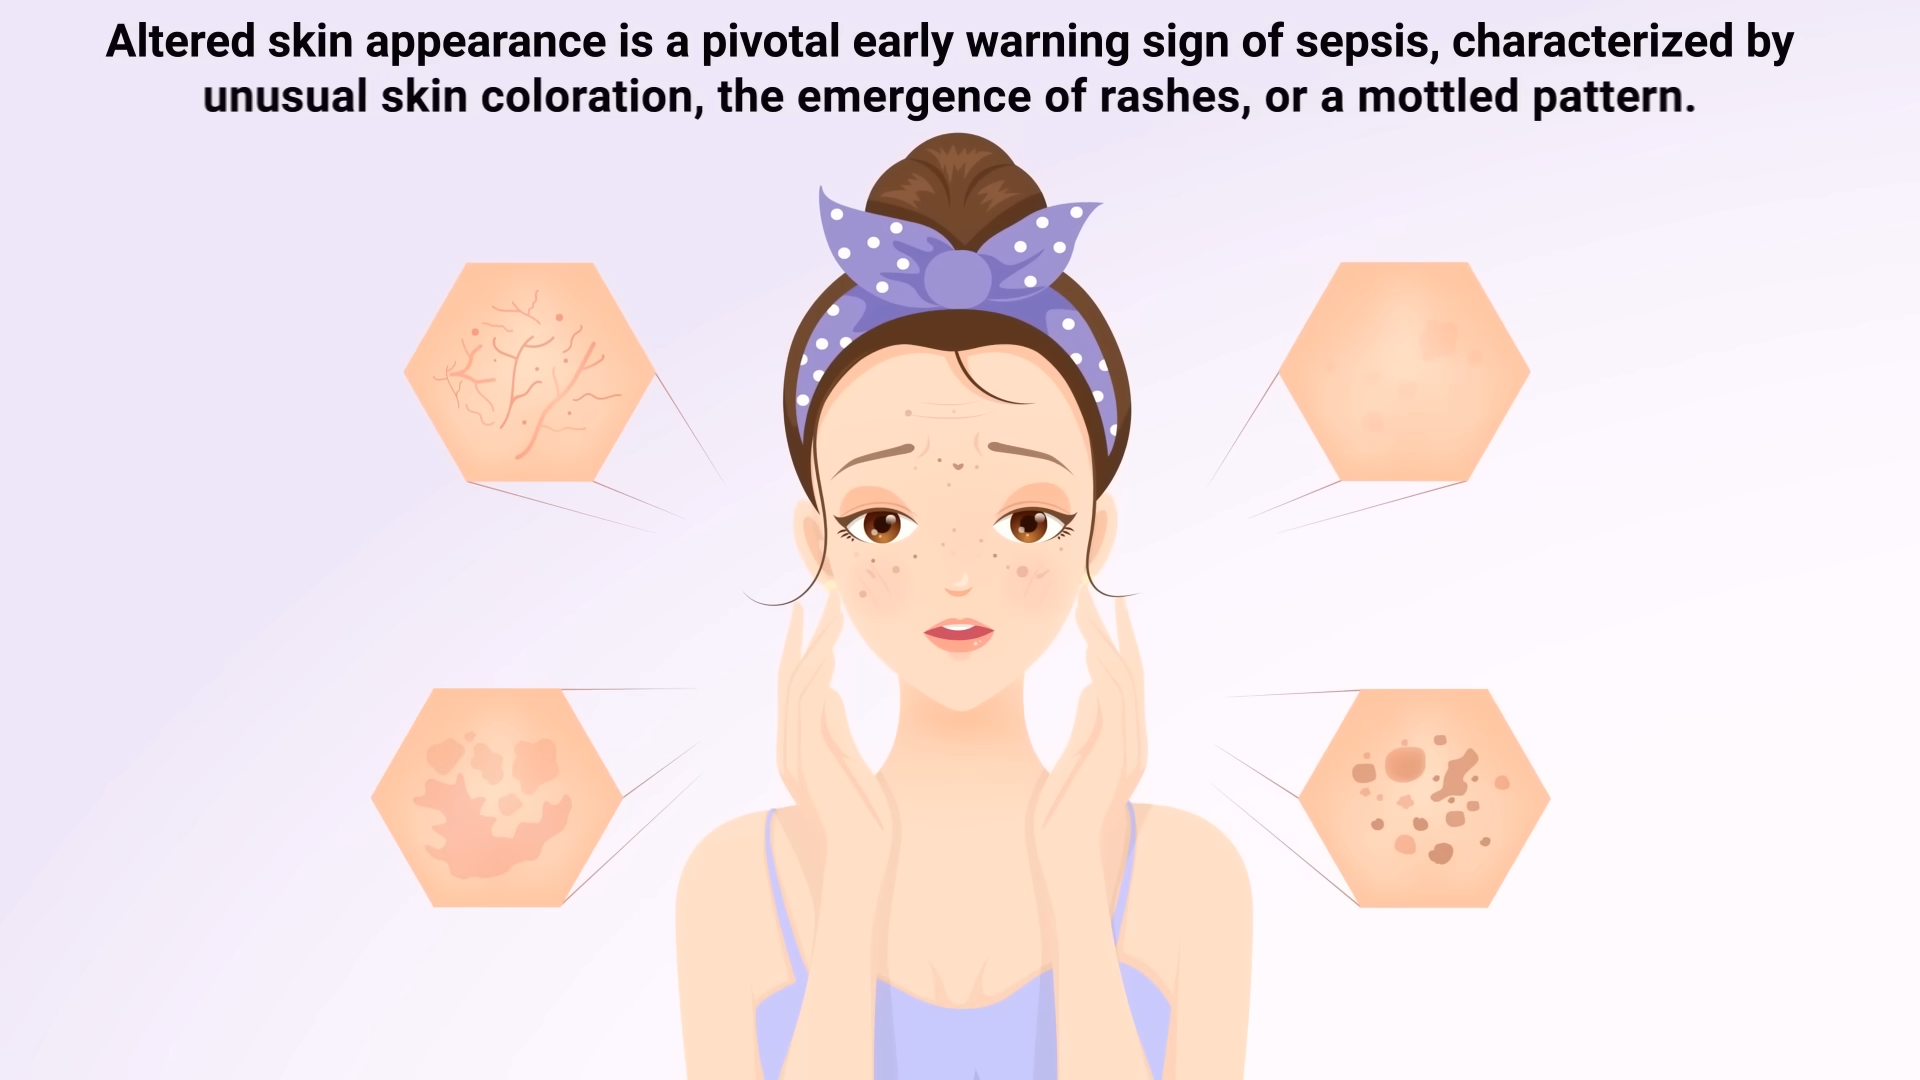 Altered skin appearance is a pivotal early warning sign of sepsis, characterized by
unusual skin coloration, the emergence of rashes, or a mottled pattern.